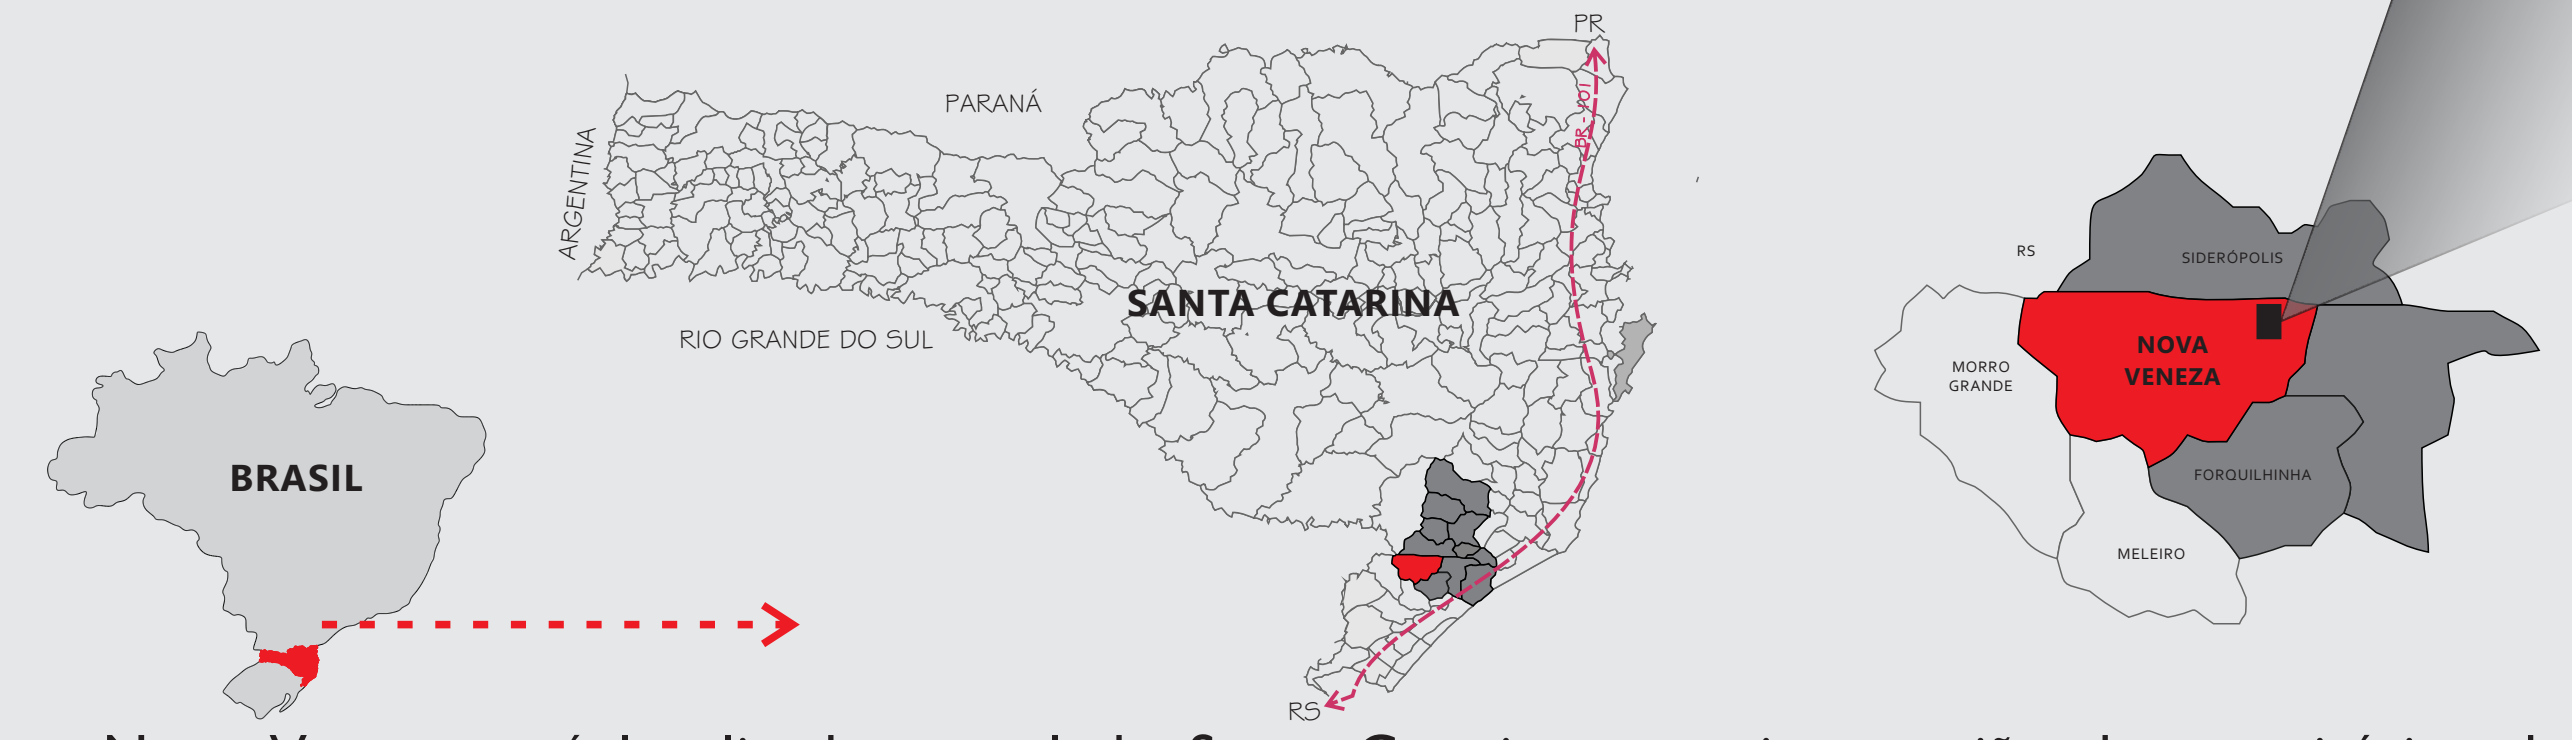 BRASIL
ARGENTINA
PARANÁ
RIO GRANDE DO SUL
SANTA CATARINA
PR
BR - 101
RS
RS
SIDERÓPOLIS
MORRO
GRANDE
NOVA
VENEZA
FORQUILHINHA
MELEIRO